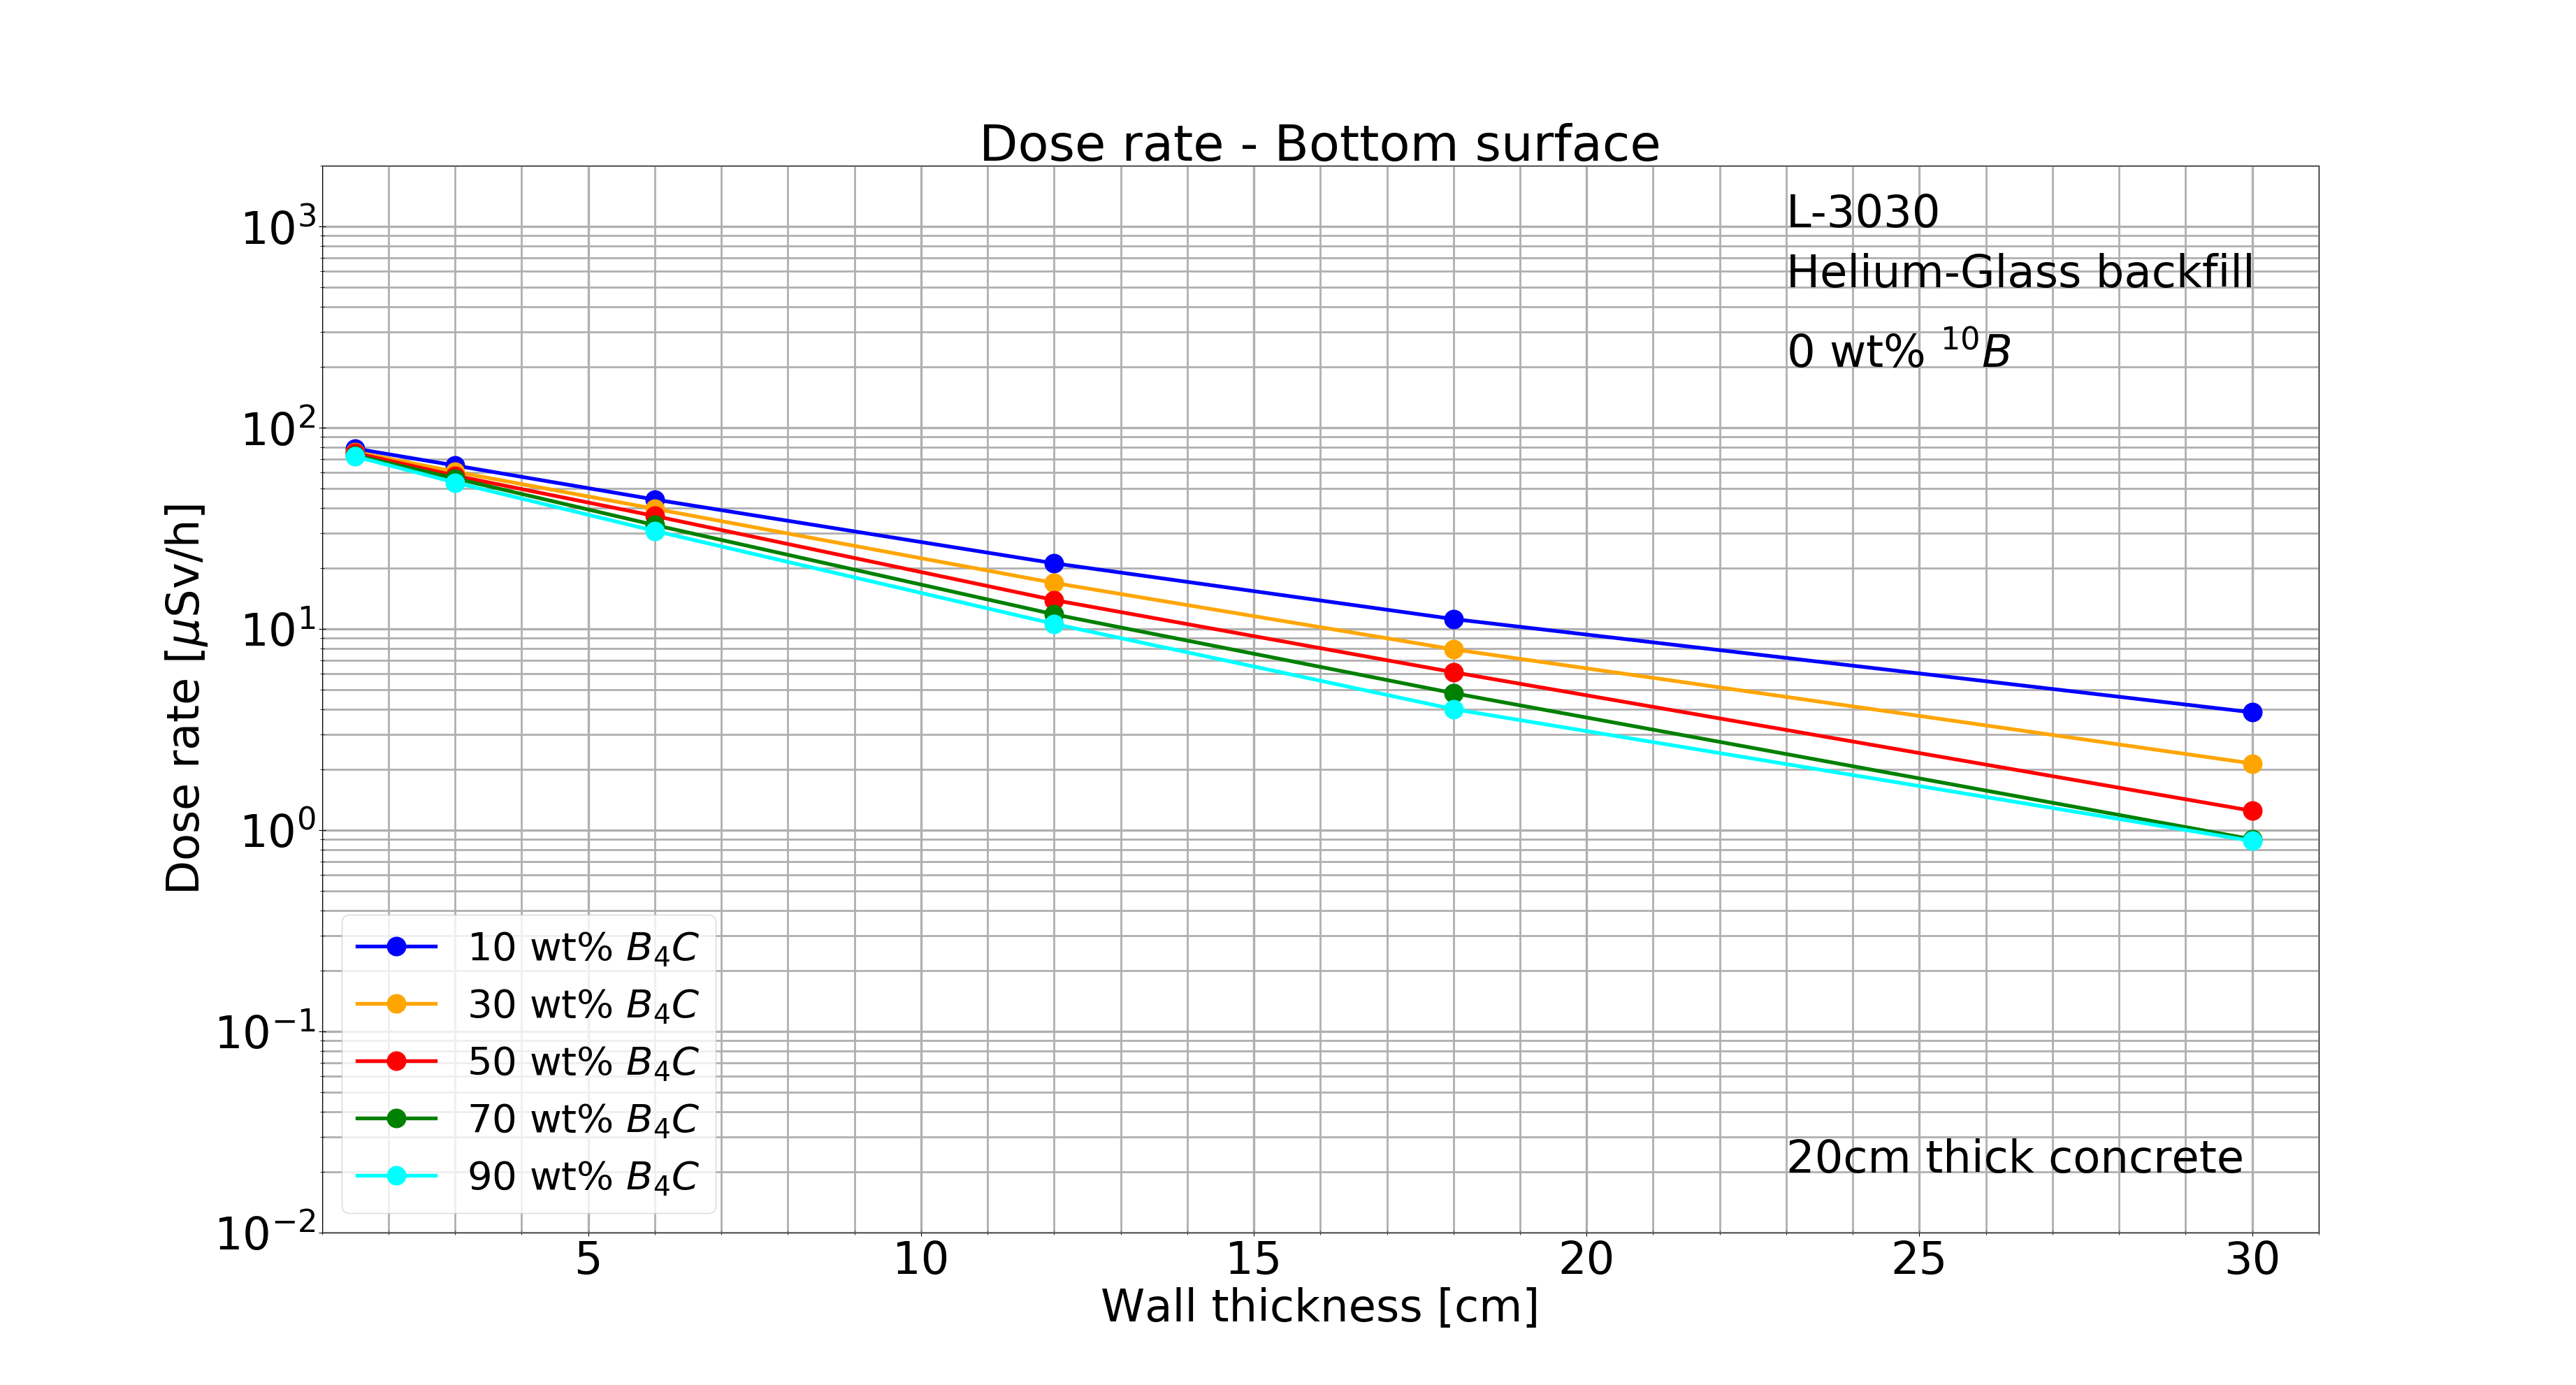 Dose rate - Bottom surface
L-3030
Helium-Glass backfill
0 wt% ¹⁰B
10³
10²
10¹
10⁰
10⁻¹
10⁻²
Dose rate [μSv/h]
10 wt% B₄C
30 wt% B₄C
50 wt% B₄C
70 wt% B₄C
90 wt% B₄C
20cm thick concrete
5 10 15 20 25 30
Wall thickness [cm]